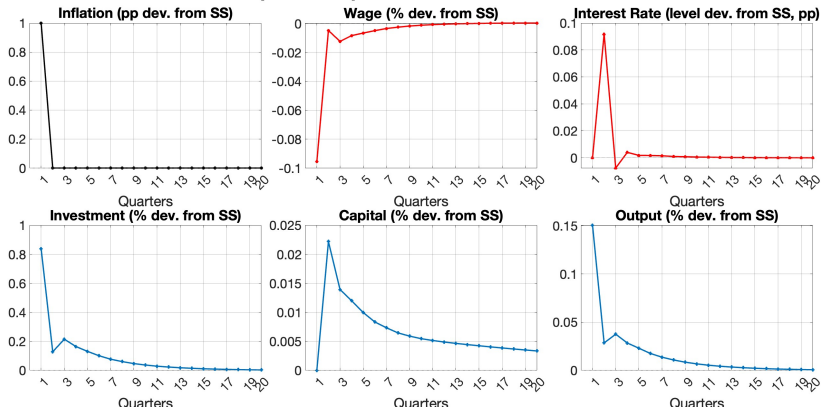 Inflation (pp dev. from SS)
1
0.8
0.6
0.4
0.2
0
1 3 5 7 9 11 13 15 17 19 20
Quarters
Wage (% dev. from SS)
0
-0.02
-0.04
-0.06
-0.08
-0.1
1 3 5 7 9 11 13 15 17 19 20
Quarters
Interest Rate (level dev. from SS, pp)
0.1
0.08
0.06
0.04
0.02
0
1 3 5 7 9 11 13 15 17 19 20
Quarters
Investment (% dev. from SS)
1
0.8
0.6
0.4
0.2
0
1 3 5 7 9 11 13 15 17 19 20
Quarters
Capital (% dev. from SS)
0.025
0.02
0.015
0.01
0.005
0
1 3 5 7 9 11 13 15 17 19 20
Quarters
Output (% dev. from SS)
0.15
0.1
0.05
0
1 3 5 7 9 11 13 15 17 19 20
Quarters